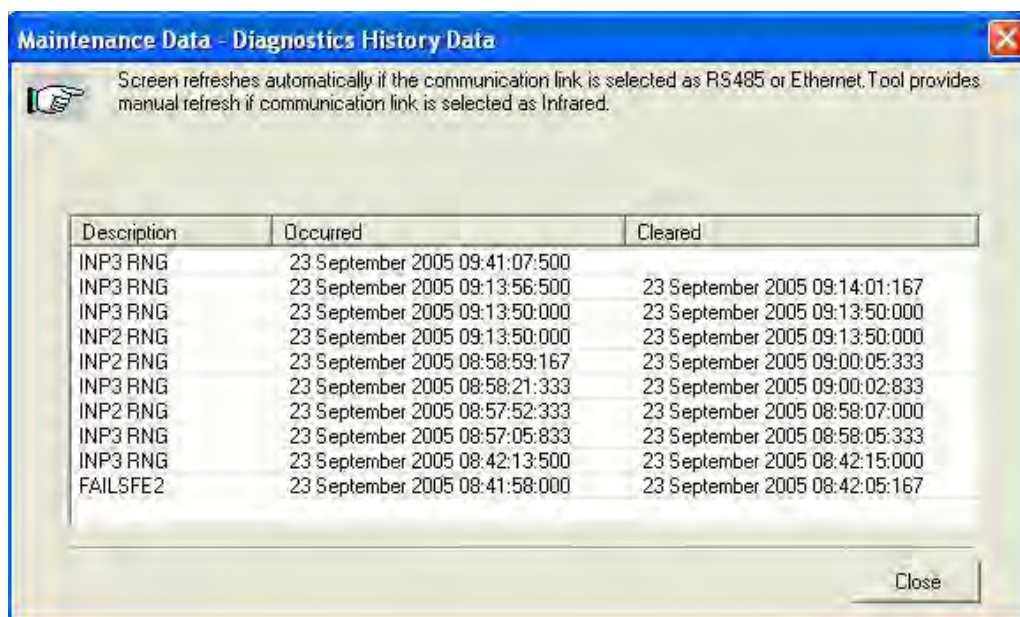 Maintenance Data - Diagnostics History Data
Screen refreshes automatically if the communication link is selected as RS485 or Ethernet.Tool provides
manual refresh if communication link is selected as Infrared.
Description Occurred Cleared
INP3 RNG 23 September 2005 09:41:07:500
INP3 RNG 23 September 2005 09:13:56:500 23 September 2005 09:14:01:167
INP3 RNG 23 September 2005 09:13:50:000 23 September 2005 09:13:50:000
INP2 RNG 23 September 2005 09:13:50:000 23 September 2005 09:13:50:000
INP2 RNG 23 September 2005 08:58:59:167 23 September 2005 09:00:05:333
INP3 RNG 23 September 2005 08:58:21:333 23 September 2005 09:00:02:833
INP2 RNG 23 September 2005 08:57:52:333 23 September 2005 08:58:07:000
INP3 RNG 23 September 2005 08:57:05:833 23 September 2005 08:58:05:333
INP3 RNG 23 September 2005 08:42:13:500 23 September 2005 08:42:15:000
FAILSFE2 23 September 2005 08:41:58:000 23 September 2005 08:42:05:167
Close